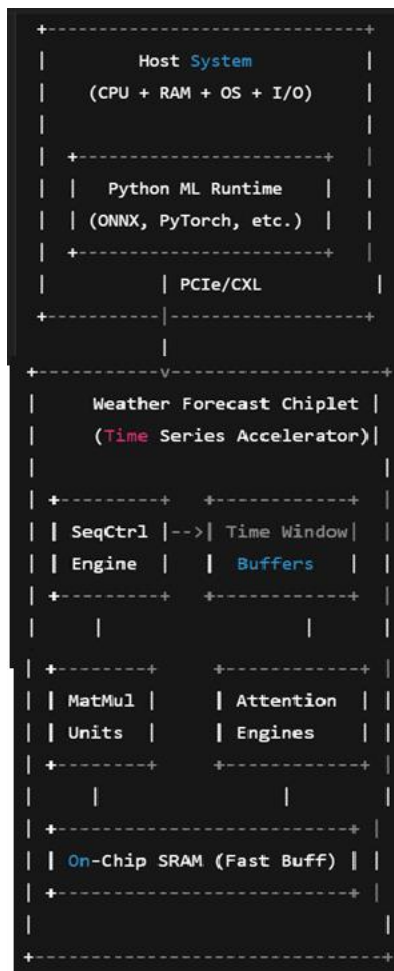 Host System
(CPU + RAM + OS + I/O)
Python ML Runtime
(ONNX, PyTorch, etc.)
PCIe/CXL
Weather Forecast Chiplet
(Time Series Accelerator)
SeqCtrl --> Time Window
Engine Buffers
MatMul Attention
Units Engines
On-Chip SRAM (Fast Buff)